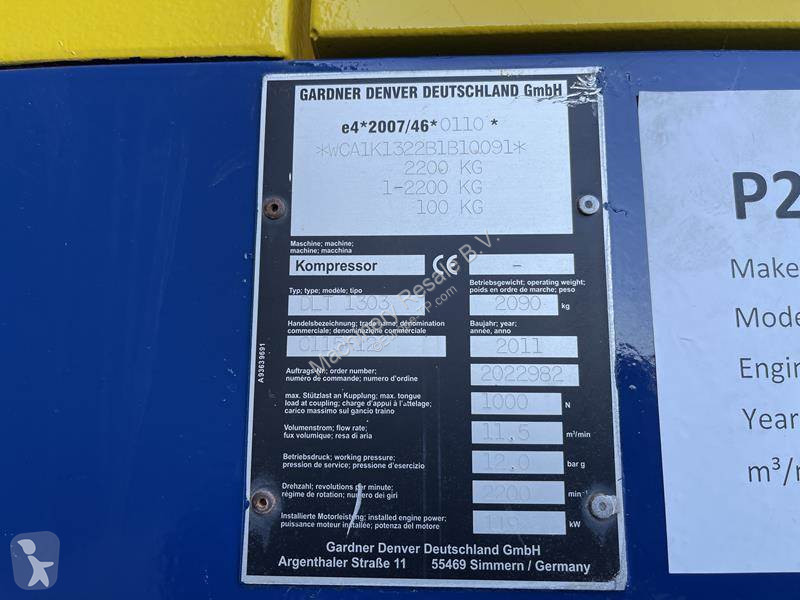 GARDNER DENVER DEUTSCHLAND GmbH
e4*2007/46*0110*
*WCA1K1322B1B10091*
2200 KG
1-2200 KG
100 KG
Maschine; machine;
machine; macchina
Kompressor
CE
-
Typ; type; modèle; tipo
DLT 1303
Betriebsgewicht; operating weight;
poids en ordre de marche; peso
2090 kg
Handelsbezeichnung; trade name; dénomination
commerciale; denominazione commerciale
Baujahr; year;
année, anno
2011
Auftrags-Nr.; order number;
numéro de commande; numero d'ordine
2022982
max. Stützlast an Kupplung; max. tongue
load at coupling; charge d'appui à l'attelage;
carico massimo sul gancio traino
1000 N
Volumenstrom; flow rate;
fux volumique; resa di aria
11.5 m³/min
Betriebsdruck; working pressure;
pression de service; pressione d'esercizio
12.0 bar g
Drehzahl; revolutions per minute;
régime de rotation; numero dei giri
2200 min⁻¹
Installierte Motorleistung; installed engine power;
puissance moteur installée; potenza del motore
kW
Gardner Denver Deutschland GmbH
Argenthaler Straße 11 55469 Simmern / Germany
A93639691
Machinery Resale B.V.
P2
Make
Mode
Engin
Year
m³/m